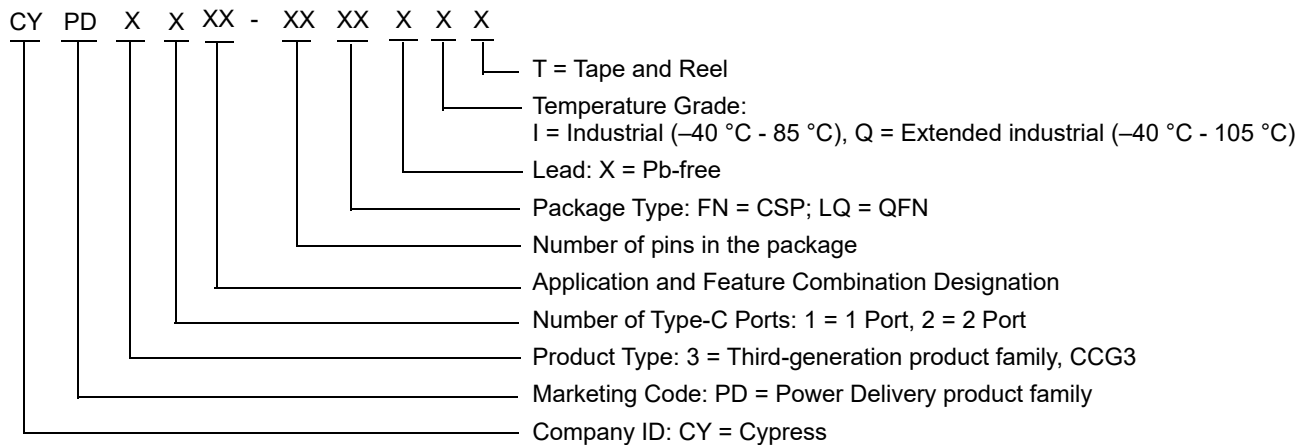 CY PD X X XX - XX XX X X X
T = Tape and Reel
Temperature Grade:
I = Industrial (–40 °C - 85 °C), Q = Extended industrial (–40 °C - 105 °C)
Lead: X = Pb-free
Package Type: FN = CSP; LQ = QFN
Number of pins in the package
Application and Feature Combination Designation
Number of Type-C Ports: 1 = 1 Port, 2 = 2 Port
Product Type: 3 = Third-generation product family, CCG3
Marketing Code: PD = Power Delivery product family
Company ID: CY = Cypress